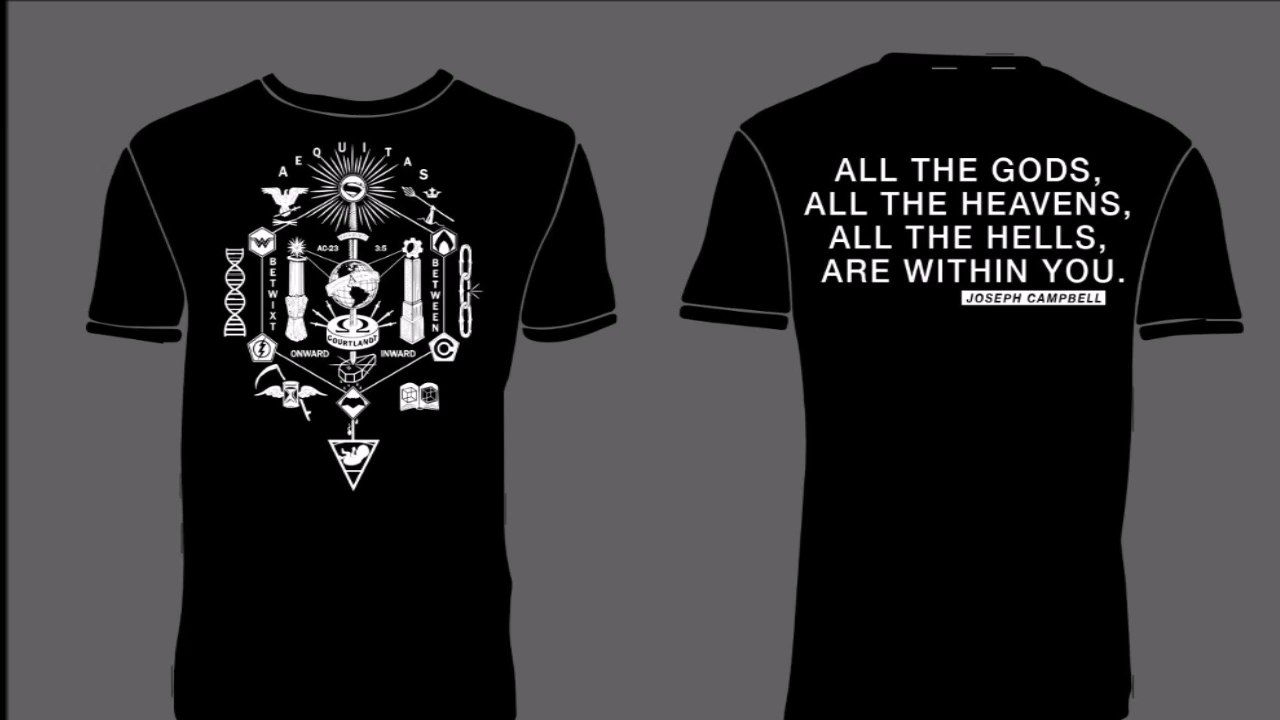 AEQUITAS
AC-23
3:5
BETWIXT
BETWEEN
COURTLANDT
ONWARD
INWARD
ALL THE GODS,
ALL THE HEAVENS,
ALL THE HELLS,
ARE WITHIN YOU.
JOSEPH CAMPBELL